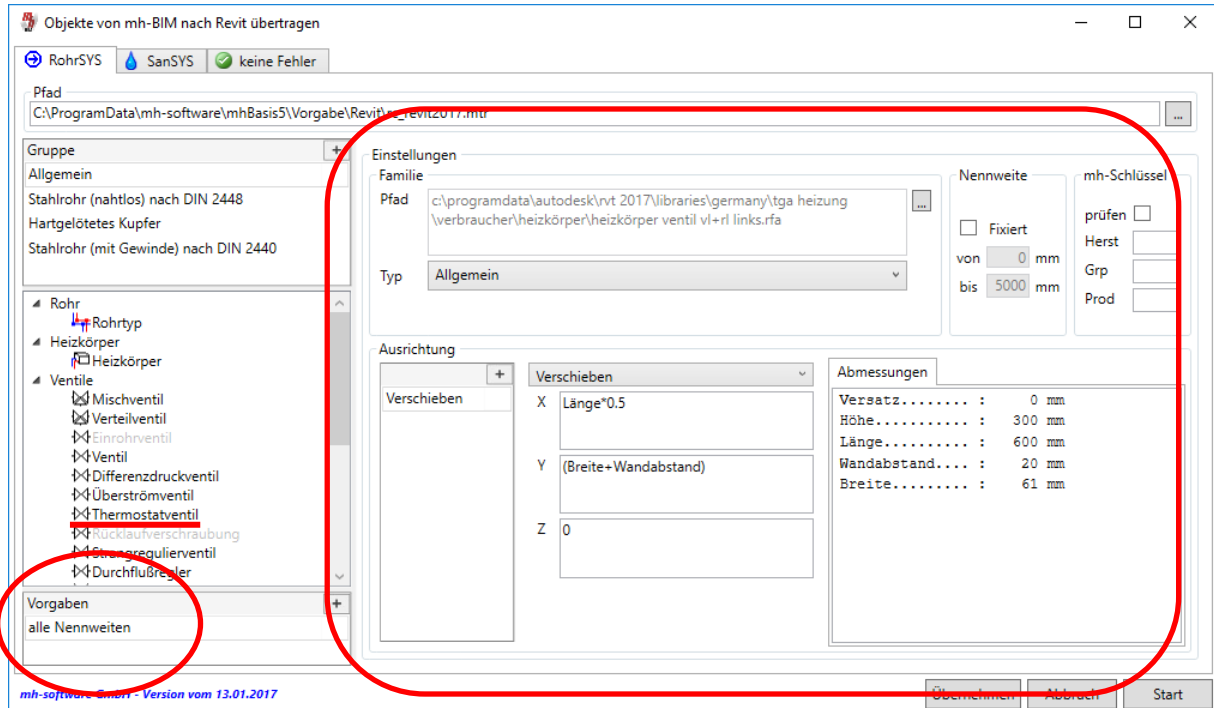 Objekte von mh-BIM nach Revit übertragen
RohrSYS
SanSYS
keine Fehler
Pfad
C:\ProgramData\mh-software\mhBasis5\Vorgabe\Revit\rc_revit2017.mtr
...
Gruppe
+
Allgemein
Stahlrohr (nahtlos) nach DIN 2448
Hartgelötetes Kupfer
Stahlrohr (mit Gewinde) nach DIN 2440
Rohr
Rohrtyp
Heizkörper
Heizkörper
Ventile
Mischventil
Verteilventil
Einrohrventil
Ventil
Differenzdruckventil
Überströmventil
Thermostatventil
Rücklaufverschraubung
Strangregulierventil
Durchflußregler
Vorgaben
+
alle Nennweiten
Einstellungen
Familie
Pfad
c:\programdata\autodesk\rvt 2017\libraries\germany\tga heizung
\verbraucher\heizkörper\heizkörper ventil vl+rl links.rfa
...
Typ
Allgemein
Nennweite
Fixiert
von 0 mm
bis 5000 mm
mh-Schlüssel
prüfen
Herst
Grp
Prod
Ausrichtung
+
Verschieben
Verschieben
X Länge*0.5
Y (Breite+Wandabstand)
Z 0
Abmessungen
Versatz........ : 0 mm
Höhe........... : 300 mm
Länge.......... : 600 mm
Wandabstand.... : 20 mm
Breite......... : 61 mm
mh-software GmbH - Version vom 13.01.2017
Übernehmen
Abbruch
Start